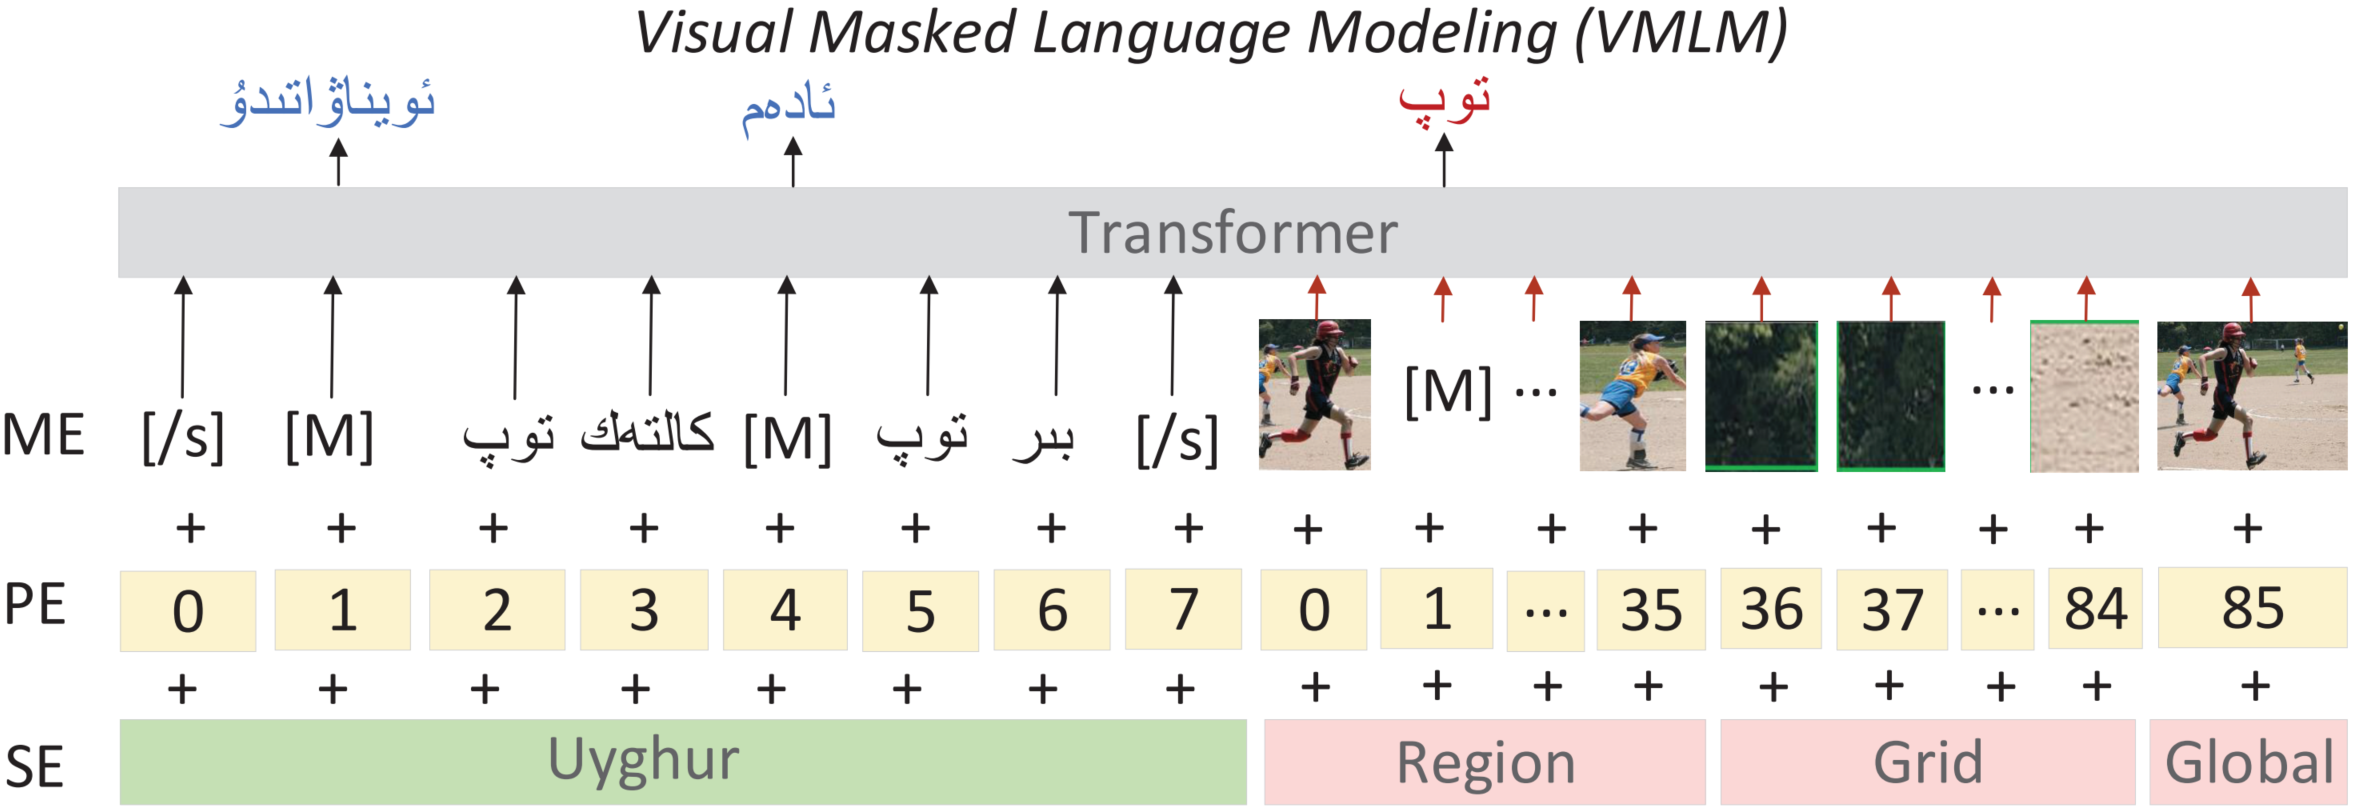 Visual Masked Language Modeling (VMLM)
ئويناۋاتىدۇ ئادەم توپ
Transformer
ME [/s] [M] توپ كالتەك [M] توپ بىر [/s] [M] ... ...
+ + + + + + + + + + + + + + + + +
PE 0 1 2 3 4 5 6 7 0 1 ... 35 36 37 ... 84 85
+ + + + + + + + + + + + + + + + +
SE Uyghur Region Grid Global